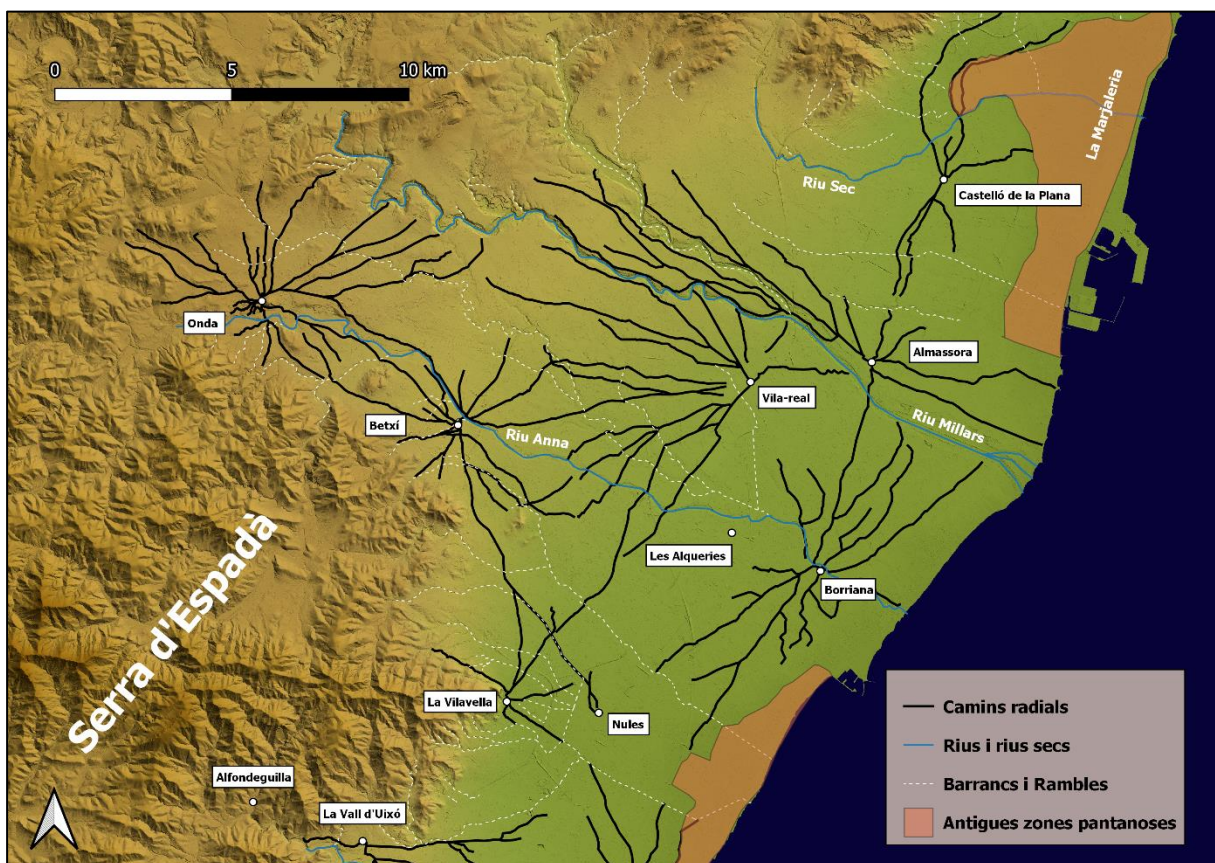 0 5 10 km
La Marjaleria
Riu Sec
Castelló de la Plana
Onda
Almassora
Vila-real
Betxí
Riu Anna
Riu Millars
Les Alqueries
Borriana
Serra d'Espadà
La Vilavella
Nules
Alfondeguilla
La Vall d'Uixó
Camins radials
Rius i rius secs
Barrancs i Rambles
Antigues zones pantanoses